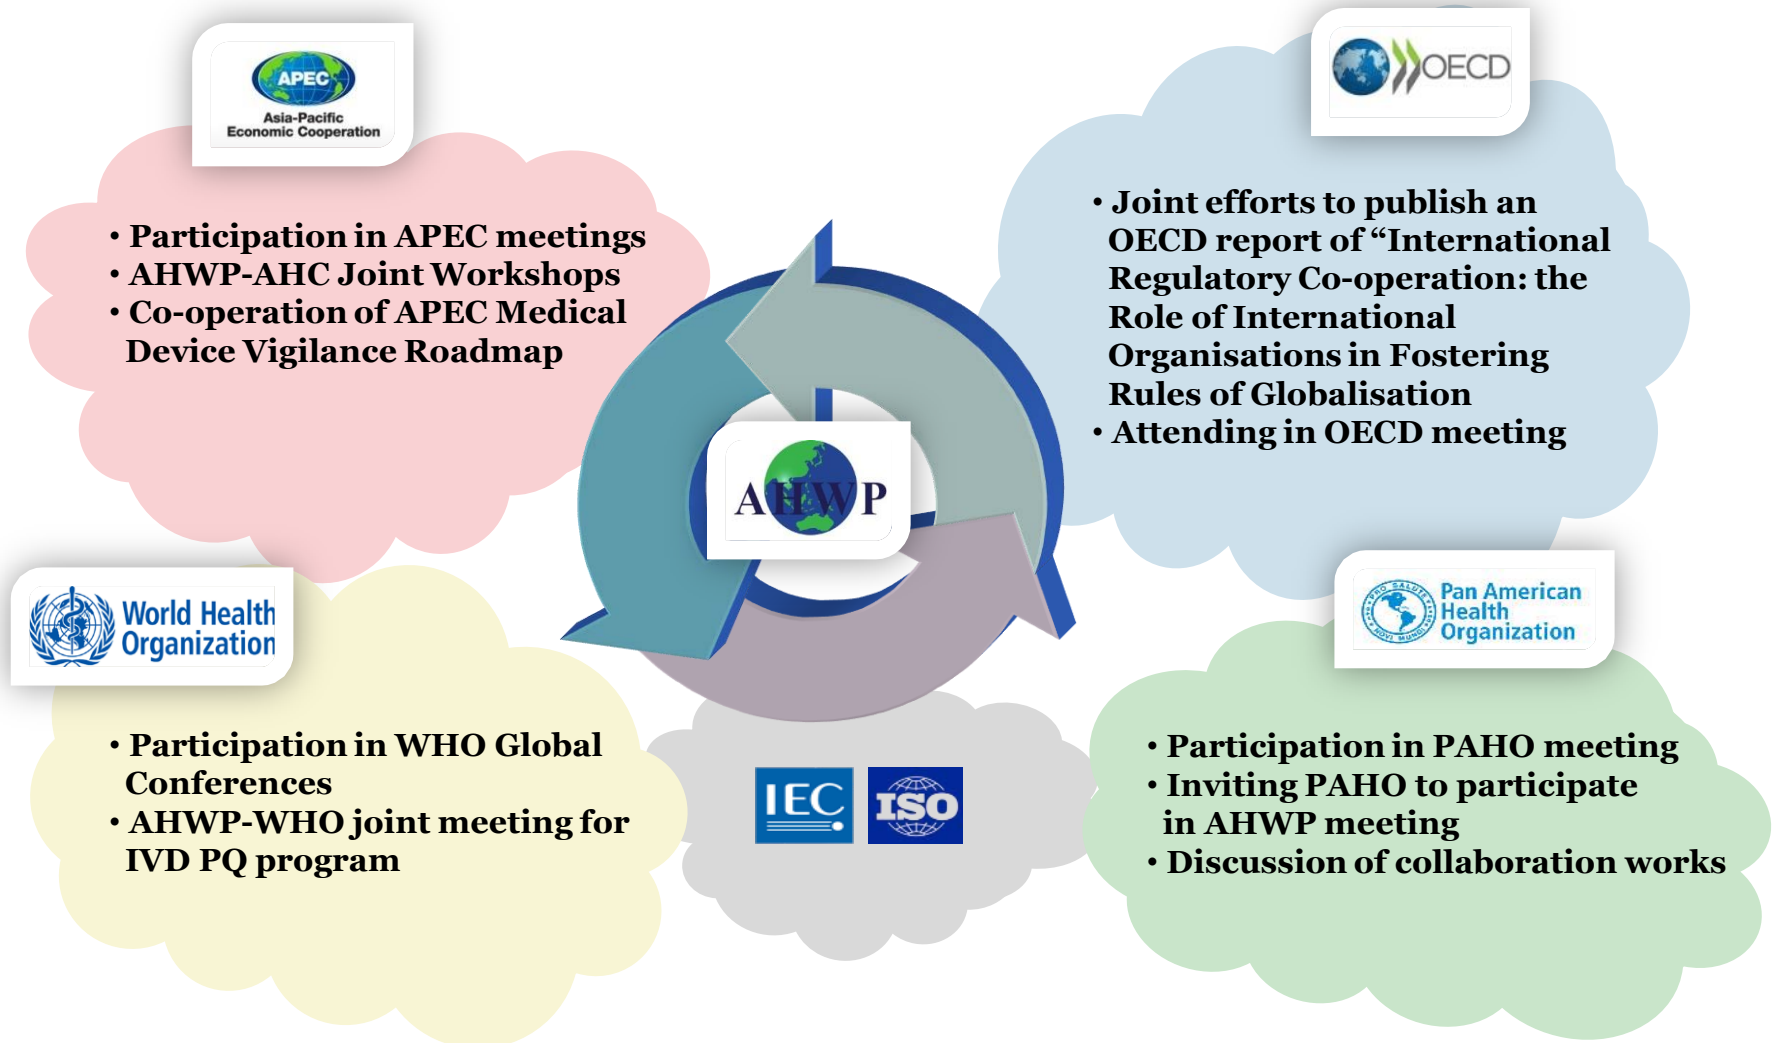 APEC
Asia-Pacific
Economic Cooperation
• Participation in APEC meetings
• AHWP-AHC Joint Workshops
• Co-operation of APEC Medical
Device Vigilance Roadmap
OECD
• Joint efforts to publish an
OECD report of “International
Regulatory Co-operation: the
Role of International
Organisations in Fostering
Rules of Globalisation
• Attending in OECD meeting
AHWP
World Health
Organization
• Participation in WHO Global
Conferences
• AHWP-WHO joint meeting for
IVD PQ program
IEC
ISO
PRO SALUTE
NOVI MUNDI
Pan American
Health
Organization
• Participation in PAHO meeting
• Inviting PAHO to participate
in AHWP meeting
• Discussion of collaboration works